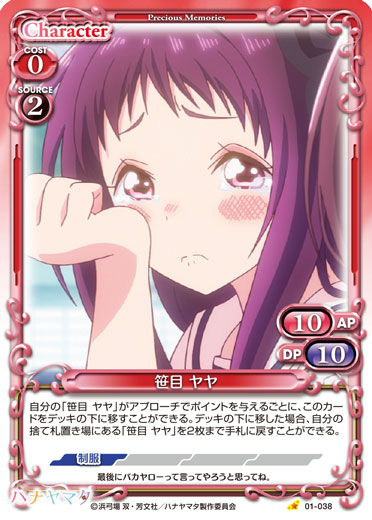 Precious Memories
Character
COST
0
SOURCE
2
10 AP
DP 10
笹目 ヤヤ
自分の「笹目 ヤヤ」がアプローチでポイントを与えるごとに、このカー
ドをデッキの下に移すことができる。デッキの下に移した場合、自分の
捨て札置き場にある「笹目 ヤヤ」を2枚まで手札に戻すことができる。
制服
最後にバカヤローって言ってやろうと思ってね。
ハナヤマタ
©浜弓場 双・芳文社/ハナヤマタ製作委員会
01-038